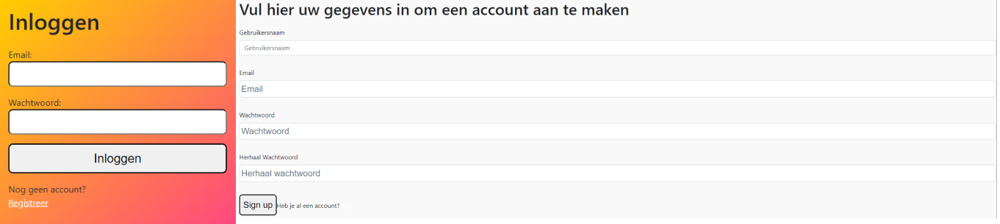 Inloggen
Email:
Wachtwoord:
Inloggen
Nog geen account?
Registreer
Vul hier uw gegevens in om een account aan te maken
Gebruikersnaam
Gebruikersnaam
Email
Email
Wachtwoord
Wachtwoord
Herhaal Wachtwoord
Herhaal wachtwoord
Sign up Heb je al een account?